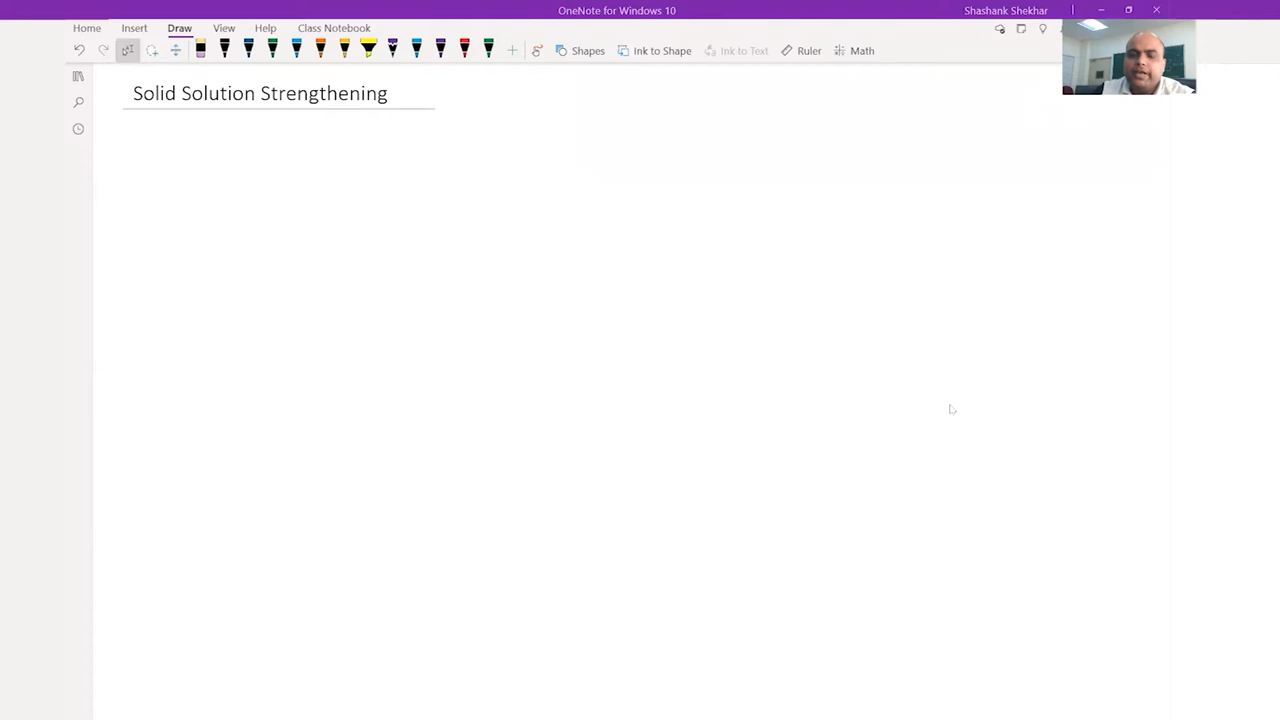 OneNote for Windows 10
Shashank Shekhar
Home Insert Draw View Help Class Notebook
Shapes Ink to Shape Ink to Text Ruler Math
Solid Solution Strengthening